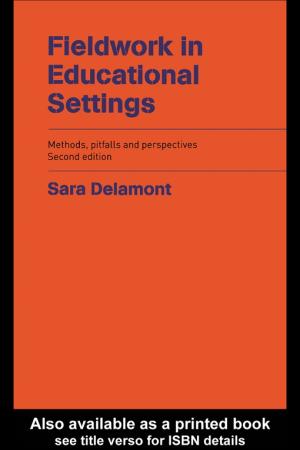 Fieldwork in
Educational
Settings
Methods, pitfalls and perspectives
Second edition
Sara Delamont
Also available as a printed book
see title verso for ISBN details